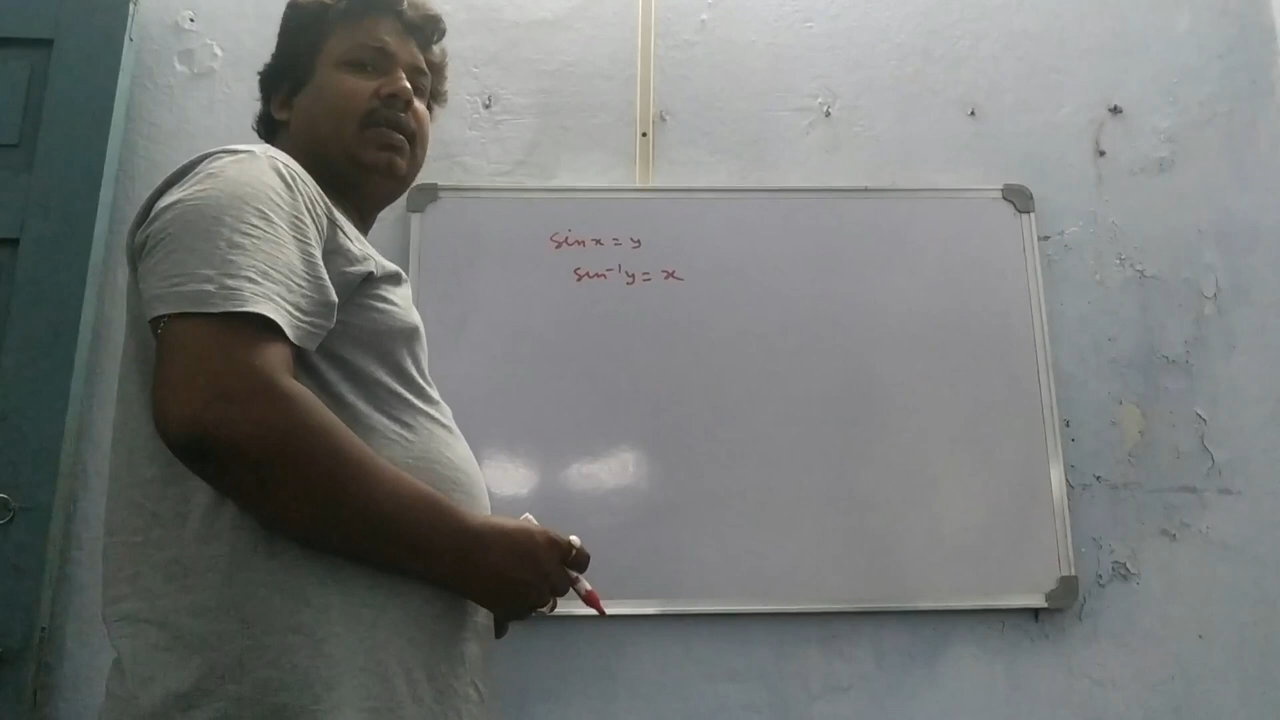 sin x = y
sin⁻¹y = x